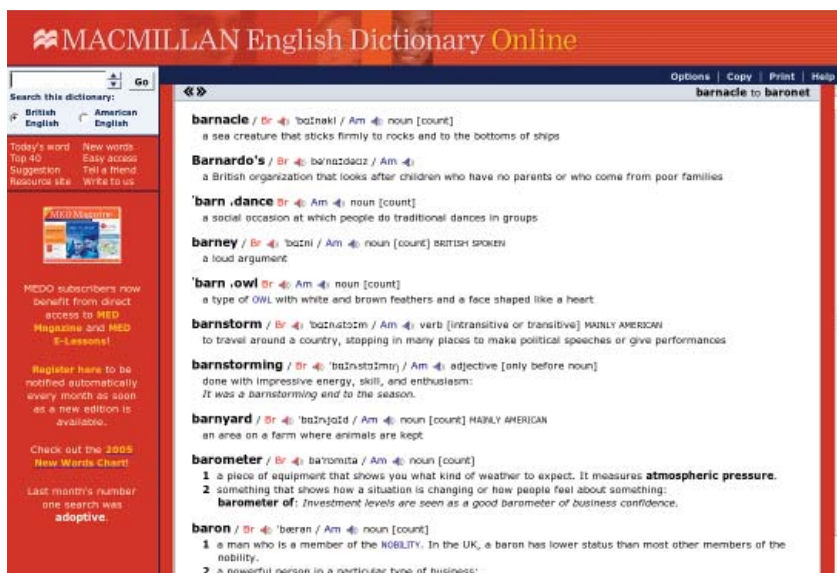 MACMILLAN English Dictionary Online
Go
Options | Copy | Print | Help
Search this dictionary:
British English
American English
« »
barnacle to baronet
Today's word New words
Top 40 Easy access
Suggestion Tell a friend
Resource site Write to us
MED Magazine
MEDO subscribers now
benefit from direct
access to MED
Magazine and MED
E-Lessons!
Register here to be
notified automatically
every month as soon
as a new edition is
available.
Check out the 2005
New Words Chart!
Last month's number
one search was
adoptive.
barnacle / Br Am noun [count]
a sea creature that sticks firmly to rocks and to the bottoms of ships
Barnardo's / Br / Am
a British organization that looks after children who have no parents or who come from poor families
'barn ˌdance Br Am noun [count]
a social occasion at which people do traditional dances in groups
barney / Br / Am noun [count] BRITISH SPOKEN
a loud argument
'barn ˌowl Br Am noun [count]
a type of OWL with white and brown feathers and a face shaped like a heart
barnstorm / Br / Am verb [intransitive or transitive] MAINLY AMERICAN
to travel around a country, stopping in many places to make political speeches or give performances
barnstorming / Br / Am adjective [only before noun]
done with impressive energy, skill, and enthusiasm:
It was a barnstorming end to the season.
barnyard / Br / Am noun [count] MAINLY AMERICAN
an area on a farm where animals are kept
barometer / Br / Am noun [count]
1 a piece of equipment that shows you what kind of weather to expect. It measures atmospheric pressure.
2 something that shows how a situation is changing or how people feel about something:
barometer of: Investment levels are seen as a good barometer of business confidence.
baron / Br 'bærən / Am noun [count]
1 a man who is a member of the NOBILITY. In the UK, a baron has lower status than most other members of the
nobility.
2 a powerful person in a particular type of business: